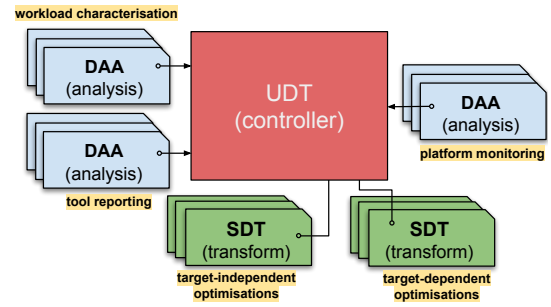 workload characterisation
DAA
(analysis)
UDT
(controller)
DAA
(analysis)
platform monitoring
DAA
(analysis)
tool reporting
SDT
(transform)
target-independent
optimisations
SDT
(transform)
target-dependent
optimisations